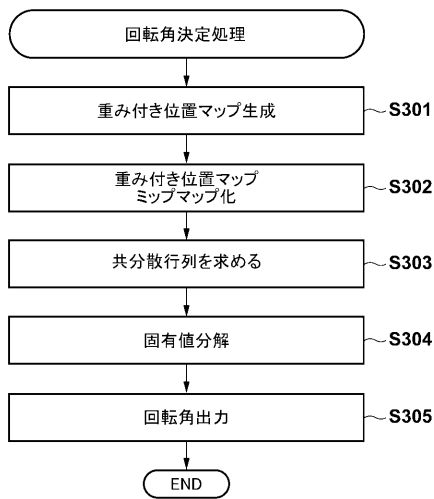 回転角決定処理
重み付き位置マップ生成
S301
重み付き位置マップ
ミップマップ化
S302
共分散行列を求める
S303
固有値分解
S304
回転角出力
S305
END